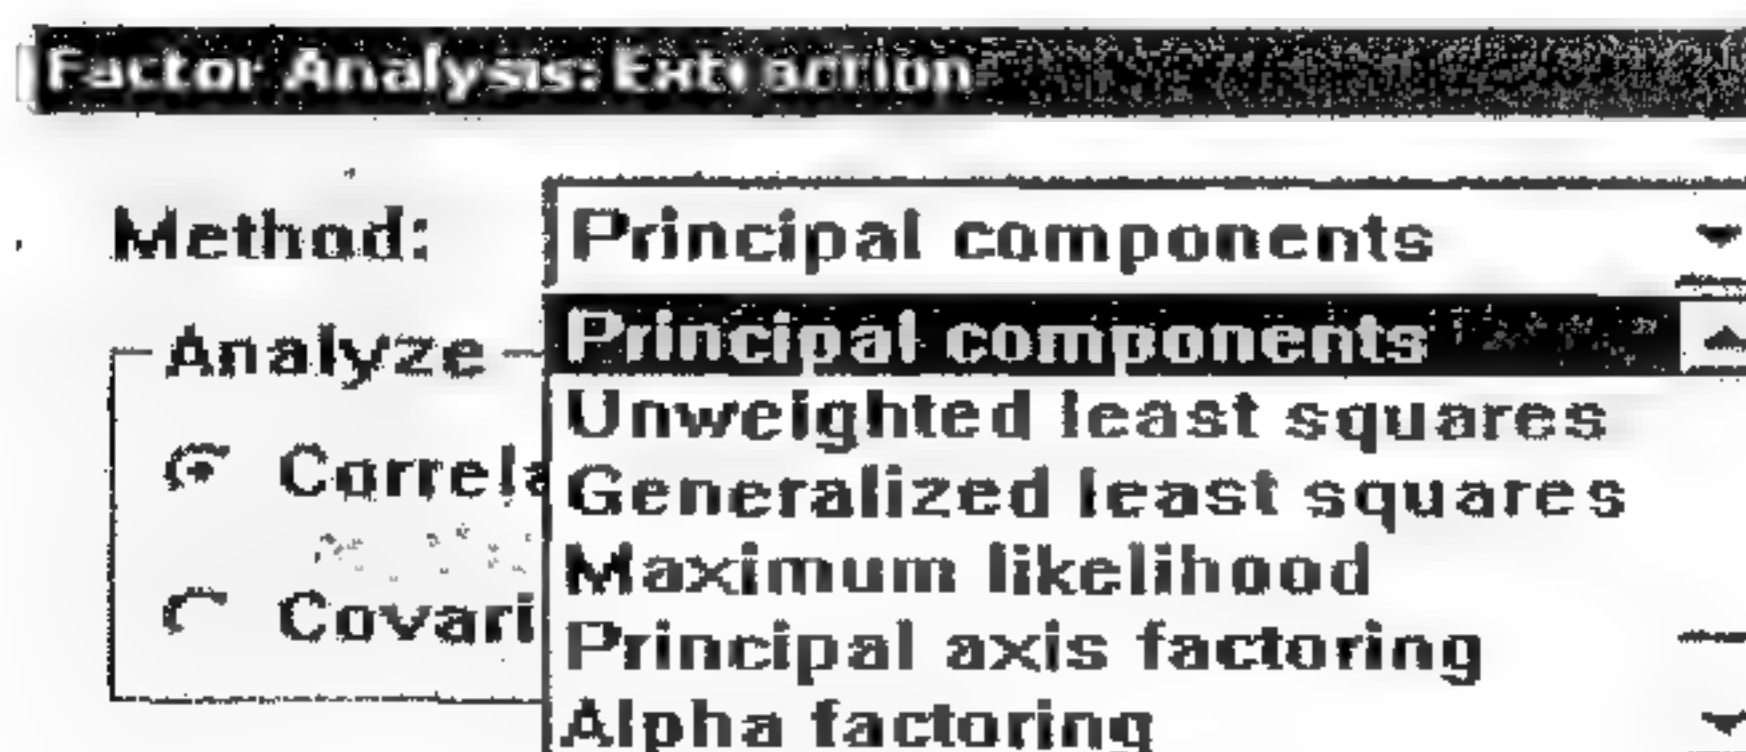 Factor Analysis: Extraction
Method: Principal components
Analyze
Principal components
Unweighted least squares
Correla
Generalized least squares
Maximum likelihood
Covari
Principal axis factoring
Alpha factoring